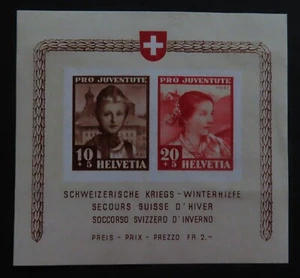 PRO JUVENTUTE
PRO JUVENTUTE
10+5 HELVETIA
20+5 HELVETIA
SCHWEIZERISCHE KRIEGS-WINTERHILFE
SECOURS SUISSE D'HIVER
SOCCORSO SVIZZERO D'INVERNO
PREIS - PRIX - PREZZO FR. 2.-